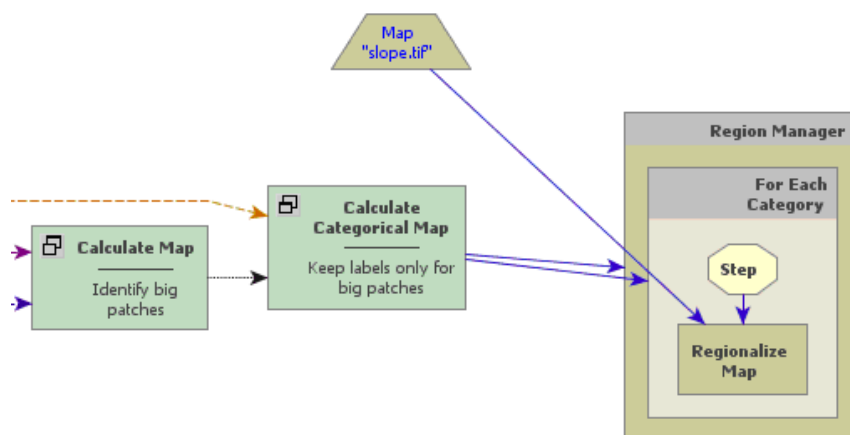 Map
"slope.tif"
Region Manager
For Each
Category
Calculate
Categorical Map
Keep labels only for
big patches
Calculate Map
Identify big
patches
Step
Regionalize
Map